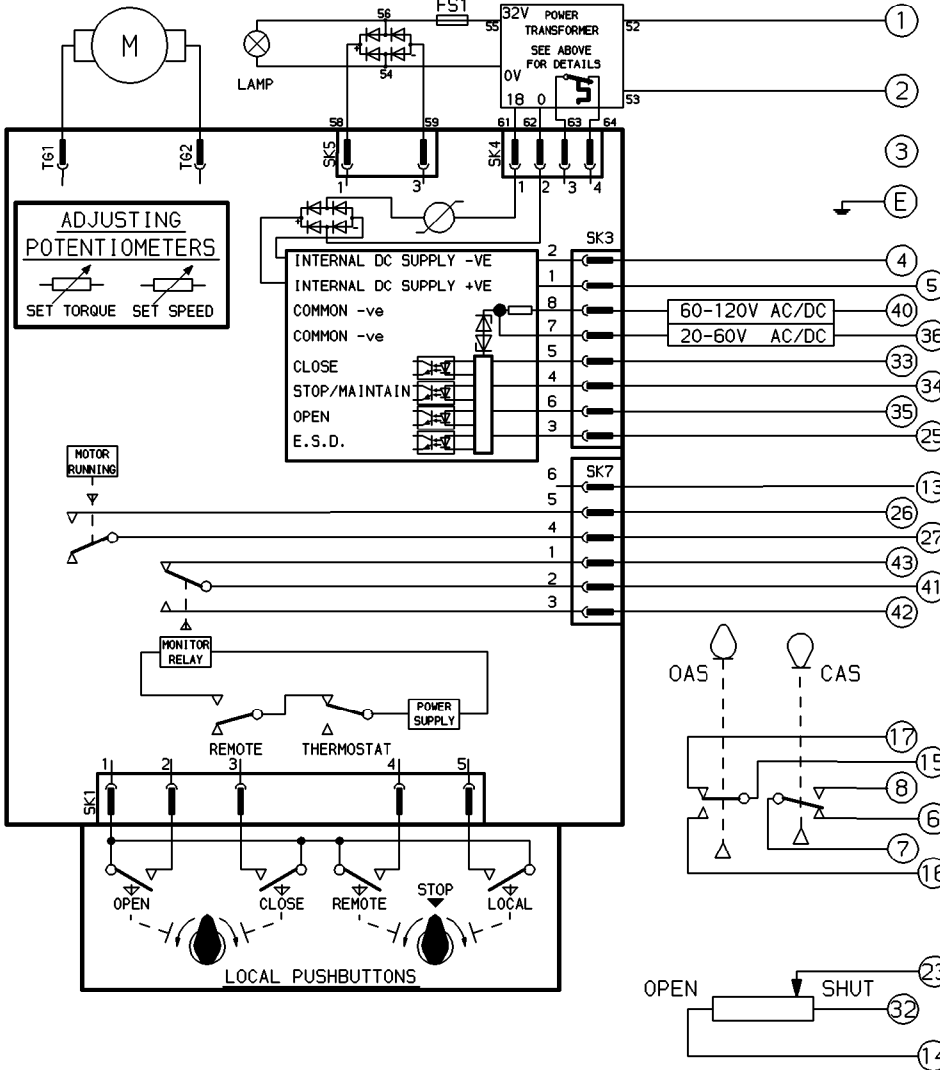 56
FS1
55
32V
POWER
TRANSFORMER
52
1
M
SEE ABOVE
FOR DETAILS
54
LAMP
0V
18 0
53
2
58
59
61 62 63 64
TG1
TG2
SK5
SK4
3
1
3
1 2 3 4
E
ADJUSTING
POTENTIOMETERS
SET TORQUE
SET SPEED
SK3
INTERNAL DC SUPPLY -VE
2
4
INTERNAL DC SUPPLY +VE
1
5
COMMON -ve
8
60-120V AC/DC
40
COMMON -ve
7
20-60V AC/DC
36
CLOSE
5
33
STOP/MAINTAIN
4
34
OPEN
6
35
E.S.D.
3
25
MOTOR
RUNNING
SK7
6
13
5
26
4
27
1
43
2
41
3
42
MONITOR
RELAY
OAS
CAS
POWER
SUPPLY
REMOTE
THERMOSTAT
17
15
1 2 3 4 5
8
SK1
6
7
16
OPEN
CLOSE
REMOTE
STOP
LOCAL
LOCAL PUSHBUTTONS
23
OPEN
SHUT
32
14